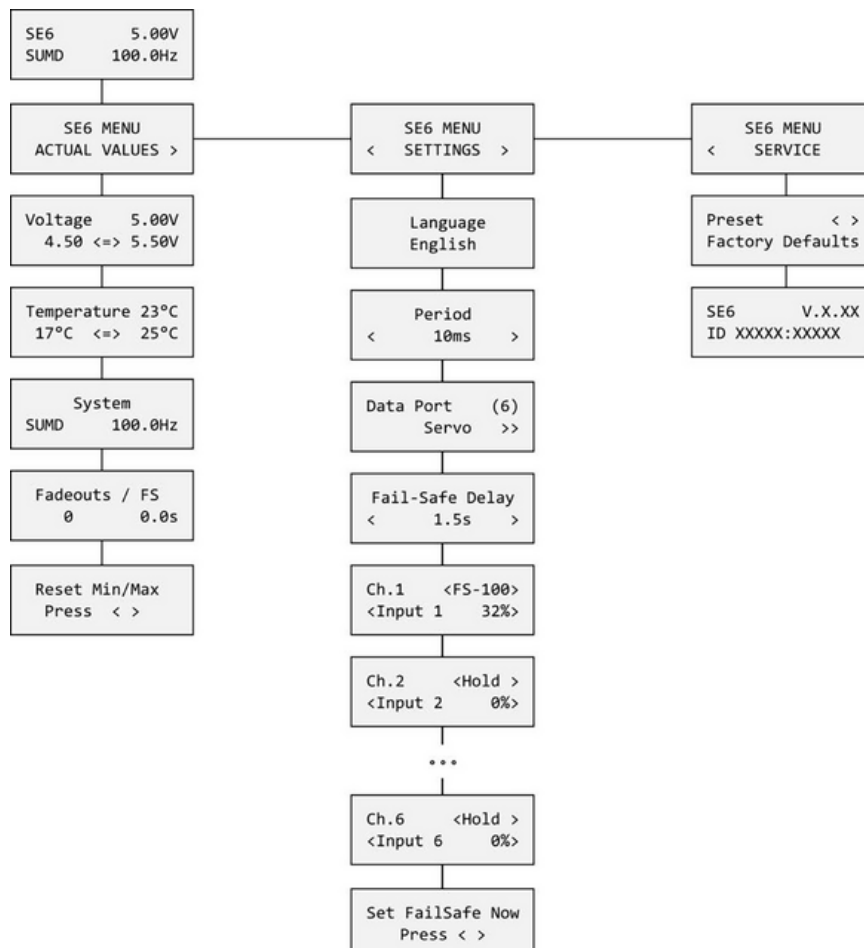 SE6 5.00V
SUMD 100.0Hz
SE6 MENU
ACTUAL VALUES >
Voltage 5.00V
4.50 <=> 5.50V
Temperature 23°C
17°C <=> 25°C
System
SUMD 100.0Hz
Fadeouts / FS
0 0.0s
Reset Min/Max
Press < >
SE6 MENU
< SETTINGS >
Language
English
Period
< 10ms >
Data Port (6)
Servo >>
Fail-Safe Delay
< 1.5s >
Ch.1 <FS-100>
<Input 1 32%>
Ch.2 <Hold >
<Input 2 0%>
...
Ch.6 <Hold >
<Input 6 0%>
Set FailSafe Now
Press < >
SE6 MENU
< SERVICE
Preset < >
Factory Defaults
SE6 V.X.XX
ID XXXXX:XXXXX